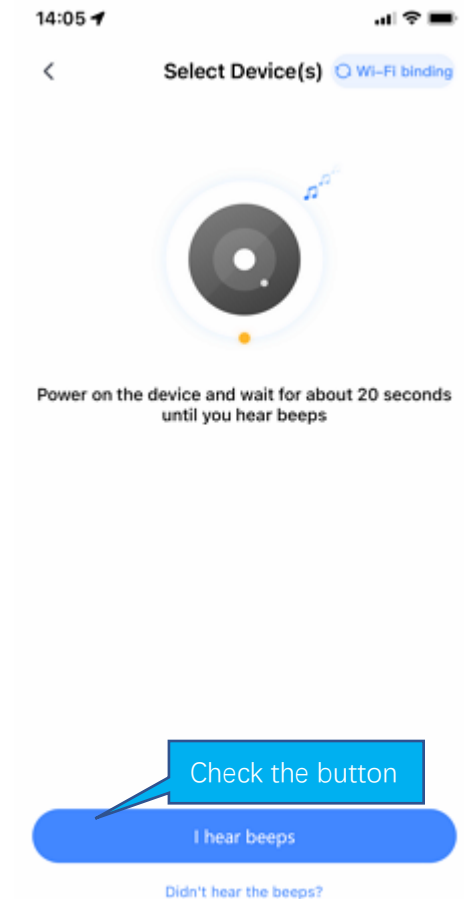 14:05
Select Device(s) Wi-Fi binding
Power on the device and wait for about 20 seconds
until you hear beeps
Check the button
I hear beeps
Didn't hear the beeps?